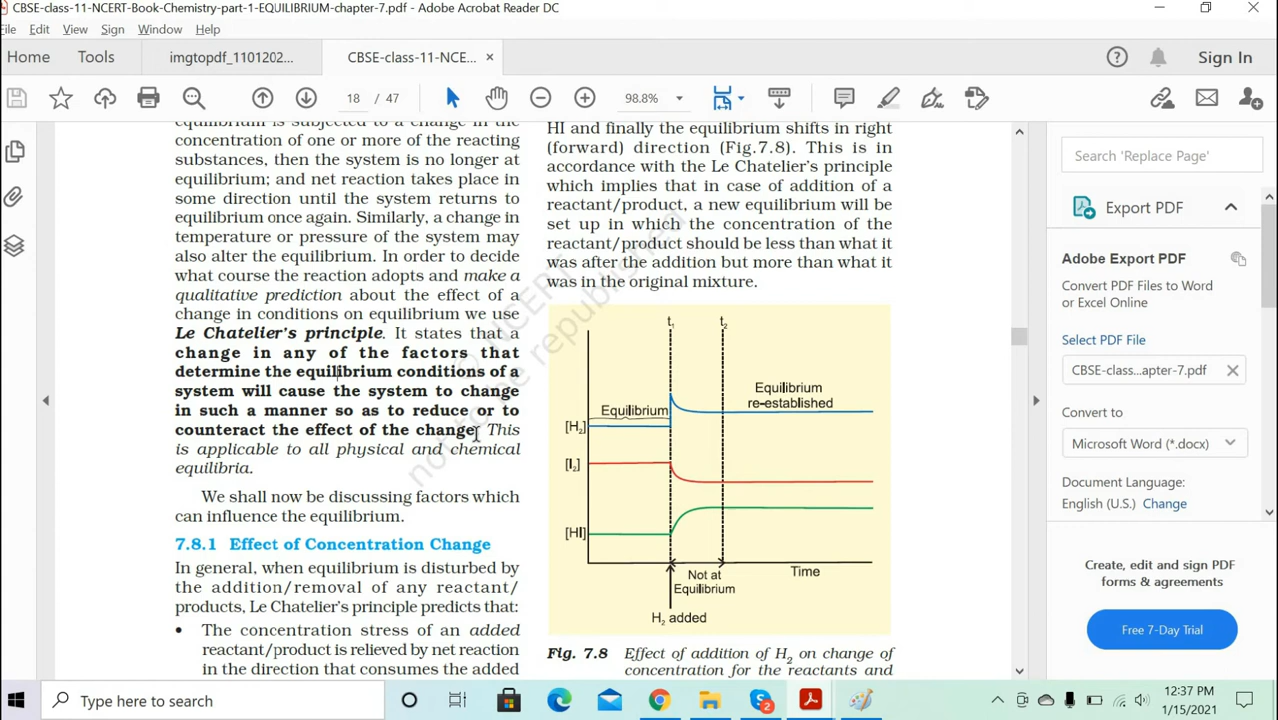 CBSE-class-11-NCERT-Book-Chemistry-part-1-EQUILIBRIUM-chapter-7.pdf - Adobe Acrobat Reader DC
File Edit View Sign Window Help
Home Tools imgtopdf_1101202... CBSE-class-11-NCE... ×
18 / 47 98.8%
Sign In
equilibrium is subjected to a change in the
concentration of one or more of the reacting
substances, then the system is no longer at
equilibrium; and net reaction takes place in
some direction until the system returns to
equilibrium once again. Similarly, a change in
temperature or pressure of the system may
also alter the equilibrium. In order to decide
what course the reaction adopts and make a
qualitative prediction about the effect of a
change in conditions on equilibrium we use
Le Chatelier's principle. It states that a
change in any of the factors that
determine the equilibrium conditions of a
system will cause the system to change
in such a manner so as to reduce or to
counteract the effect of the change. This
is applicable to all physical and chemical
equilibria.
We shall now be discussing factors which
can influence the equilibrium.
7.8.1 Effect of Concentration Change
In general, when equilibrium is disturbed by
the addition/removal of any reactant/
products, Le Chatelier's principle predicts that:
• The concentration stress of an added
reactant/product is relieved by net reaction
in the direction that consumes the added
HI and finally the equilibrium shifts in right
(forward) direction (Fig.7.8). This is in
accordance with the Le Chatelier's principle
which implies that in case of addition of a
reactant/product, a new equilibrium will be
set up in which the concentration of the
reactant/product should be less than what it
was after the addition but more than what it
was in the original mixture.
t₁ t₂
Equilibrium
Equilibrium
re-established
[H₂]
[I₂]
[HI]
Not at
Equilibrium
Time
H₂ added
Fig. 7.8 Effect of addition of H₂ on change of
concentration for the reactants and
© NCERT
not to be republished
Search 'Replace Page'
Export PDF
Adobe Export PDF
Convert PDF Files to Word
or Excel Online
Select PDF File
CBSE-class...apter-7.pdf ×
Convert to
Microsoft Word (*.docx)
Document Language:
English (U.S.) Change
Create, edit and sign PDF
forms & agreements
Free 7-Day Trial
Type here to search
2
12:37 PM
1/15/2021